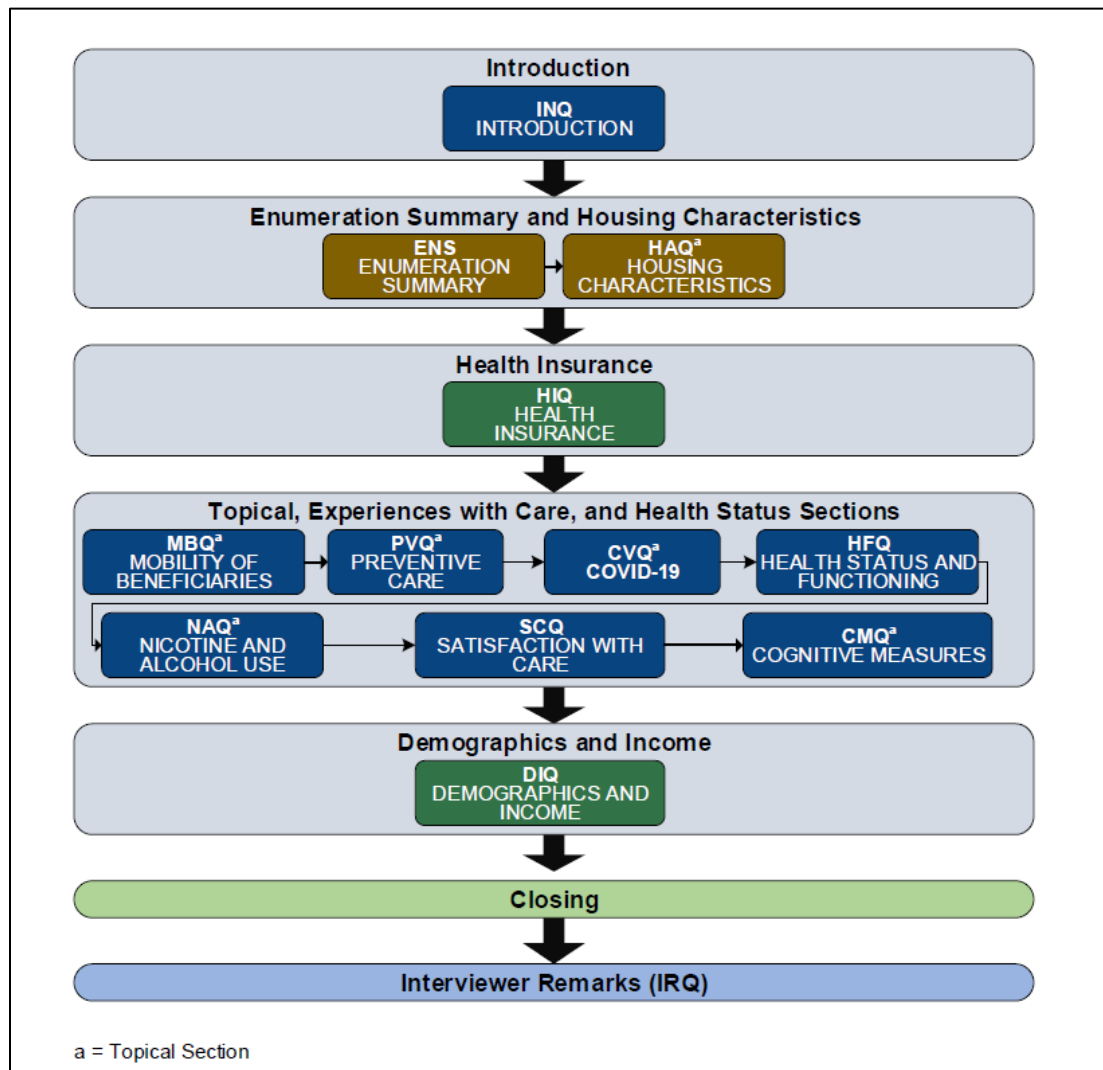 Introduction
INQ
INTRODUCTION
Enumeration Summary and Housing Characteristics
ENS
ENUMERATION
SUMMARY
HAQᵃ
HOUSING
CHARACTERISTICS
Health Insurance
HIQ
HEALTH
INSURANCE
Topical, Experiences with Care, and Health Status Sections
MBQᵃ
MOBILITY OF
BENEFICIARIES
PVQᵃ
PREVENTIVE
CARE
CVQᵃ
COVID-19
HFQ
HEALTH STATUS AND
FUNCTIONING
NAQᵃ
NICOTINE AND
ALCOHOL USE
SCQ
SATISFACTION WITH
CARE
CMQᵃ
COGNITIVE MEASURES
Demographics and Income
DIQ
DEMOGRAPHICS AND
INCOME
Closing
Interviewer Remarks (IRQ)
a = Topical Section